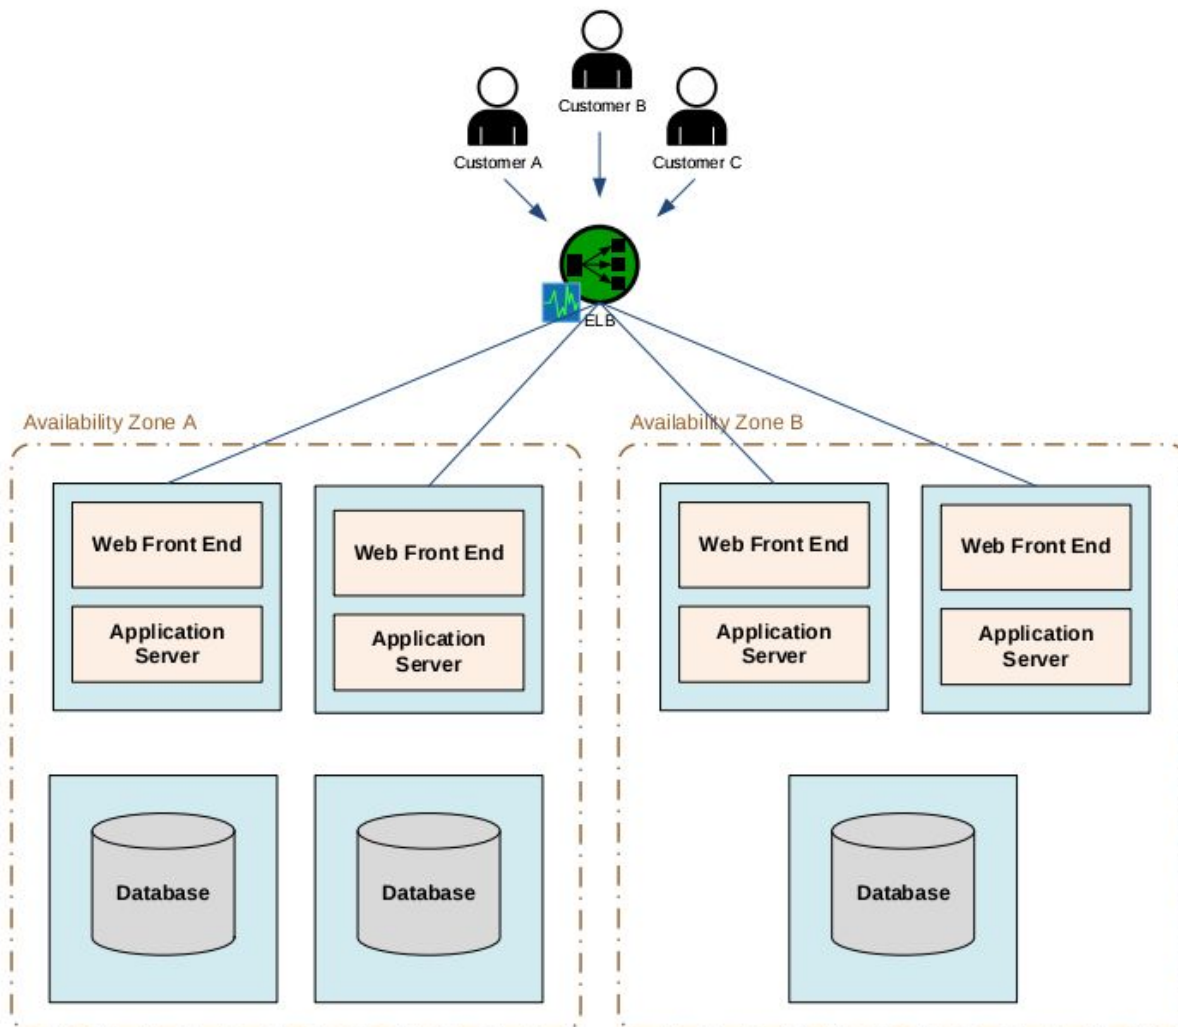 Customer B
Customer A
Customer C
ELB
Availability Zone A
Availability Zone B
Web Front End
Web Front End
Web Front End
Web Front End
Application
Server
Application
Server
Application
Server
Application
Server
Database
Database
Database